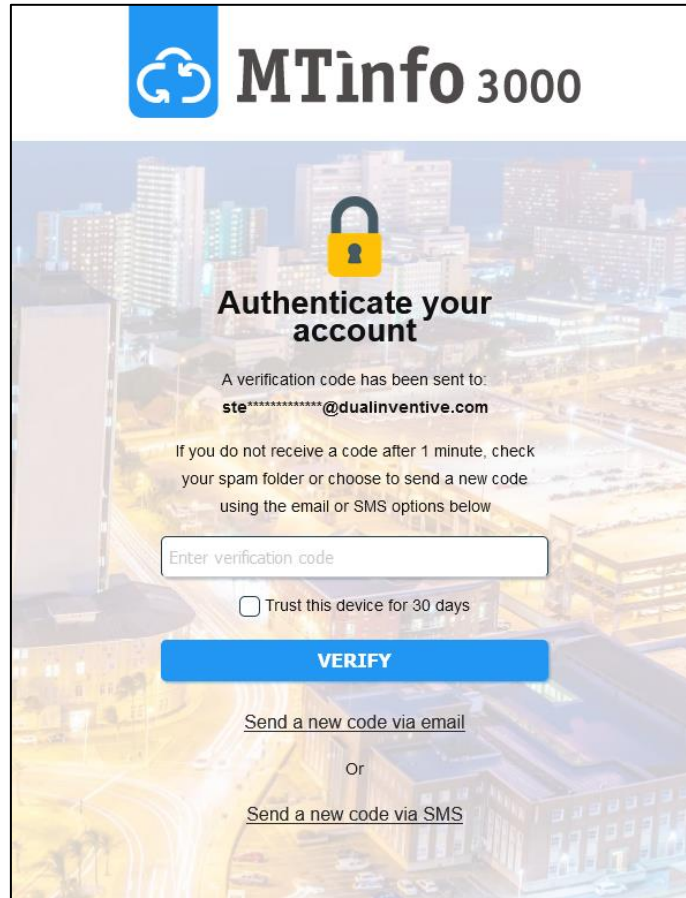 MTìnfo 3000
Authenticate your
account
A verification code has been sent to:
ste*************@dualinventive.com
If you do not receive a code after 1 minute, check
your spam folder or choose to send a new code
using the email or SMS options below
Enter verification code
Trust this device for 30 days
VERIFY
Send a new code via email
Or
Send a new code via SMS